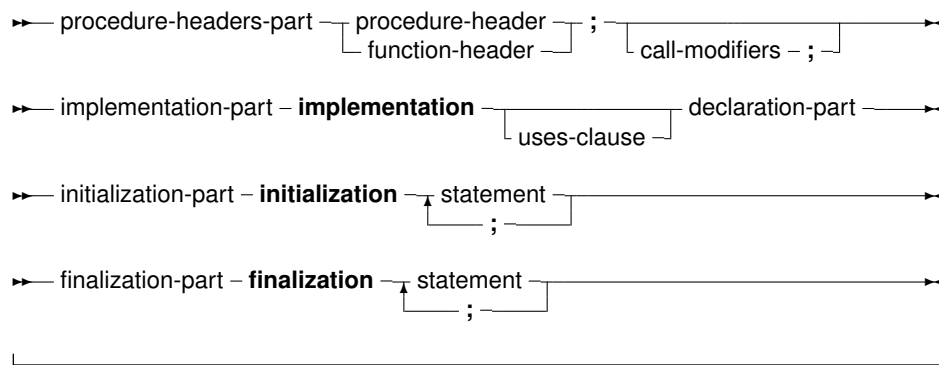 procedure-headers-part procedure-header ;
function-header call-modifiers ;
implementation-part implementation declaration-part
uses-clause
initialization-part initialization statement
;
finalization-part finalization statement
;